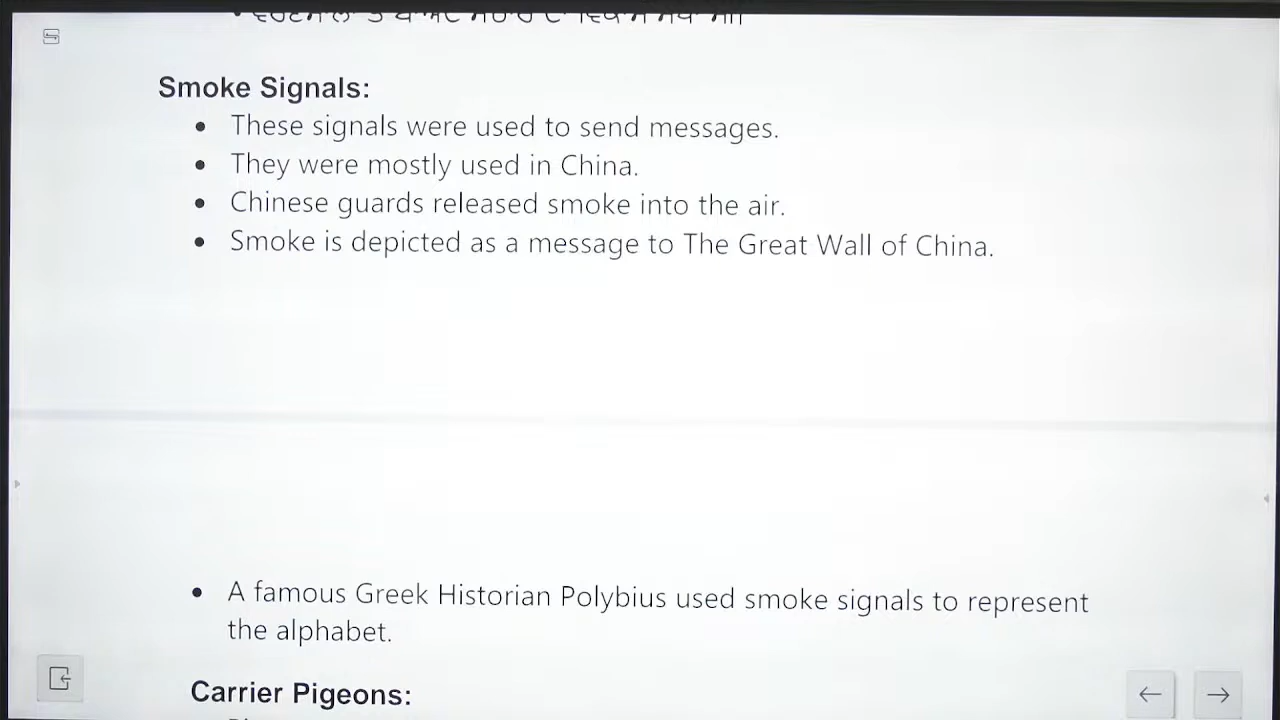 Smoke Signals:
• These signals were used to send messages.
• They were mostly used in China.
• Chinese guards released smoke into the air.
• Smoke is depicted as a message to The Great Wall of China.
• A famous Greek Historian Polybius used smoke signals to represent
the alphabet.
Carrier Pigeons: